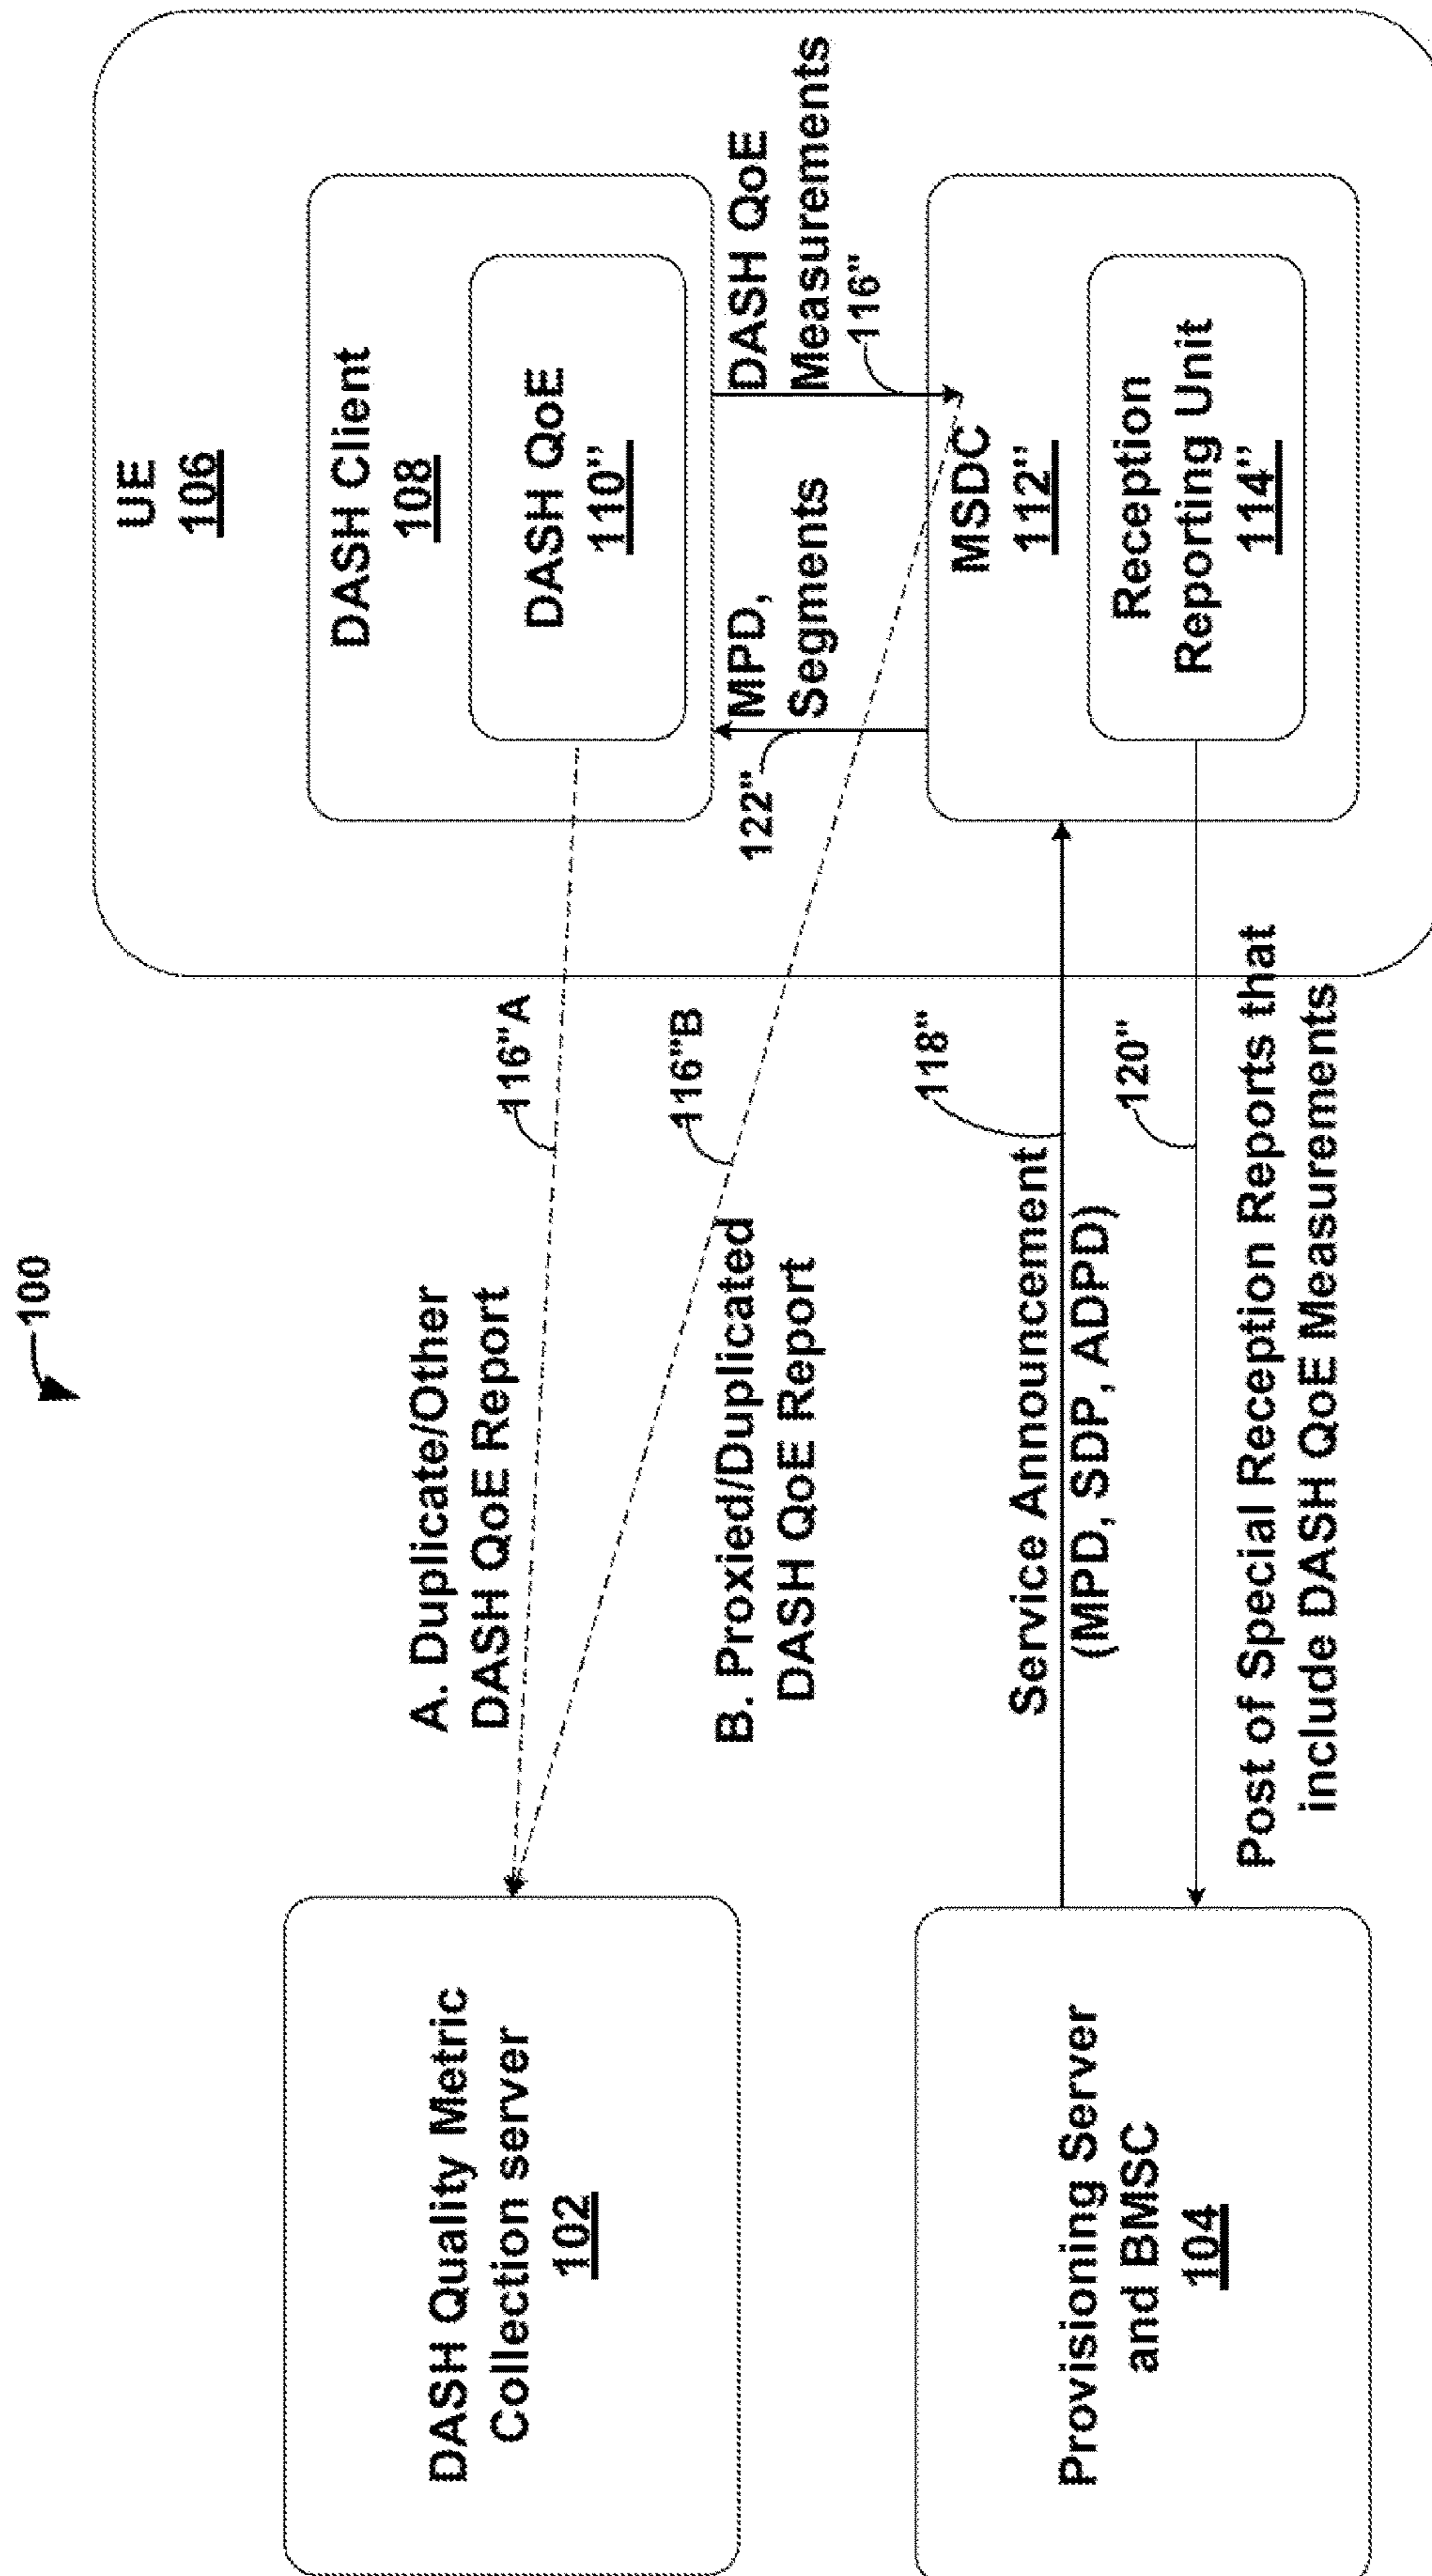 100
DASH Quality Metric
Collection server
102
Provisioning Server
and BMSC
104
A. Duplicate/Other
DASH QoE Report
116"A
B. Proxied/Duplicated
DASH QoE Report
116"B
Service Announcement
(MPD, SDP, ADPD)
118"
120"
Post of Special Reception Reports that
include DASH QoE Measurements
UE
106
DASH Client
108
DASH QoE
110"
MPD,
Segments
122"
DASH QoE
Measurements
116"
MSDC
112"
Reception
Reporting Unit
114"